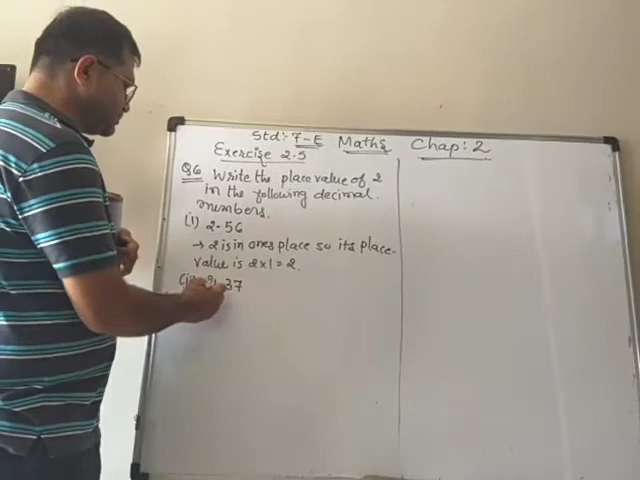 Std:- 7-E Maths Chap: 2
Exercise 2.5
Q6 Write the place value of 2
in the following decimal.
numbers.
(i) 2.56
→ 2 is in ones place so its place-
value is 2×1=2.
37